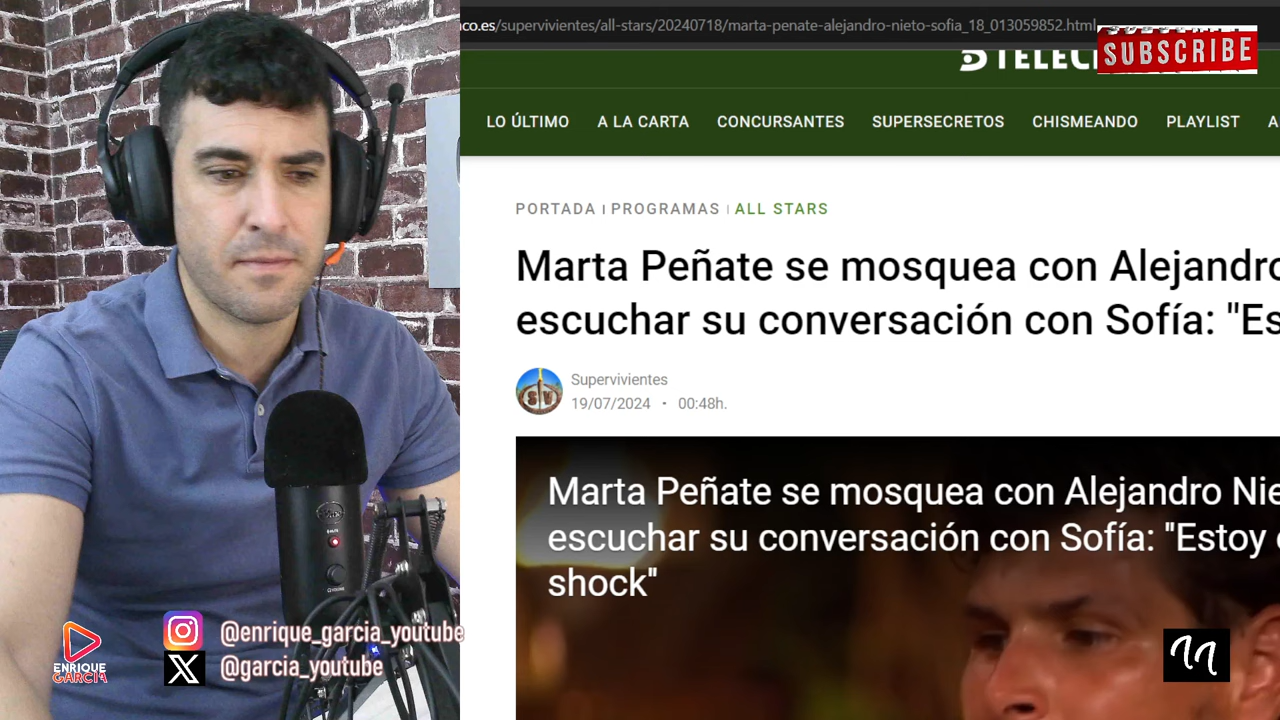 co.es/supervivientes/all-stars/20240718/marta-penate-alejandro-nieto-sofia_18_013059852.html
SUBSCRIBE
LO ÚLTIMO A LA CARTA CONCURSANTES SUPERSECRETOS CHISMEANDO PLAYLIST A
PORTADA | PROGRAMAS | ALL STARS
Marta Peñate se mosquea con Alejandro
escuchar su conversación con Sofía: "Es
Supervivientes
19/07/2024 · 00:48h.
Marta Peñate se mosquea con Alejandro Nie
escuchar su conversación con Sofía: "Estoy
shock"
@enrique_garcia_youtube
@garcia_youtube
ENRIQUE
GARCIA